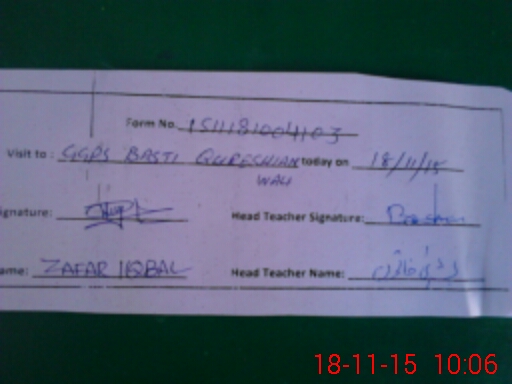 Form No. 1511181004103
Visit to : GGPS BASTI QURESHIAN today on 18/11/15
WALI
ignature: Head Teacher Signature:
ame: ZAFAR IQBAL Head Teacher Name:
18-11-15 10:06